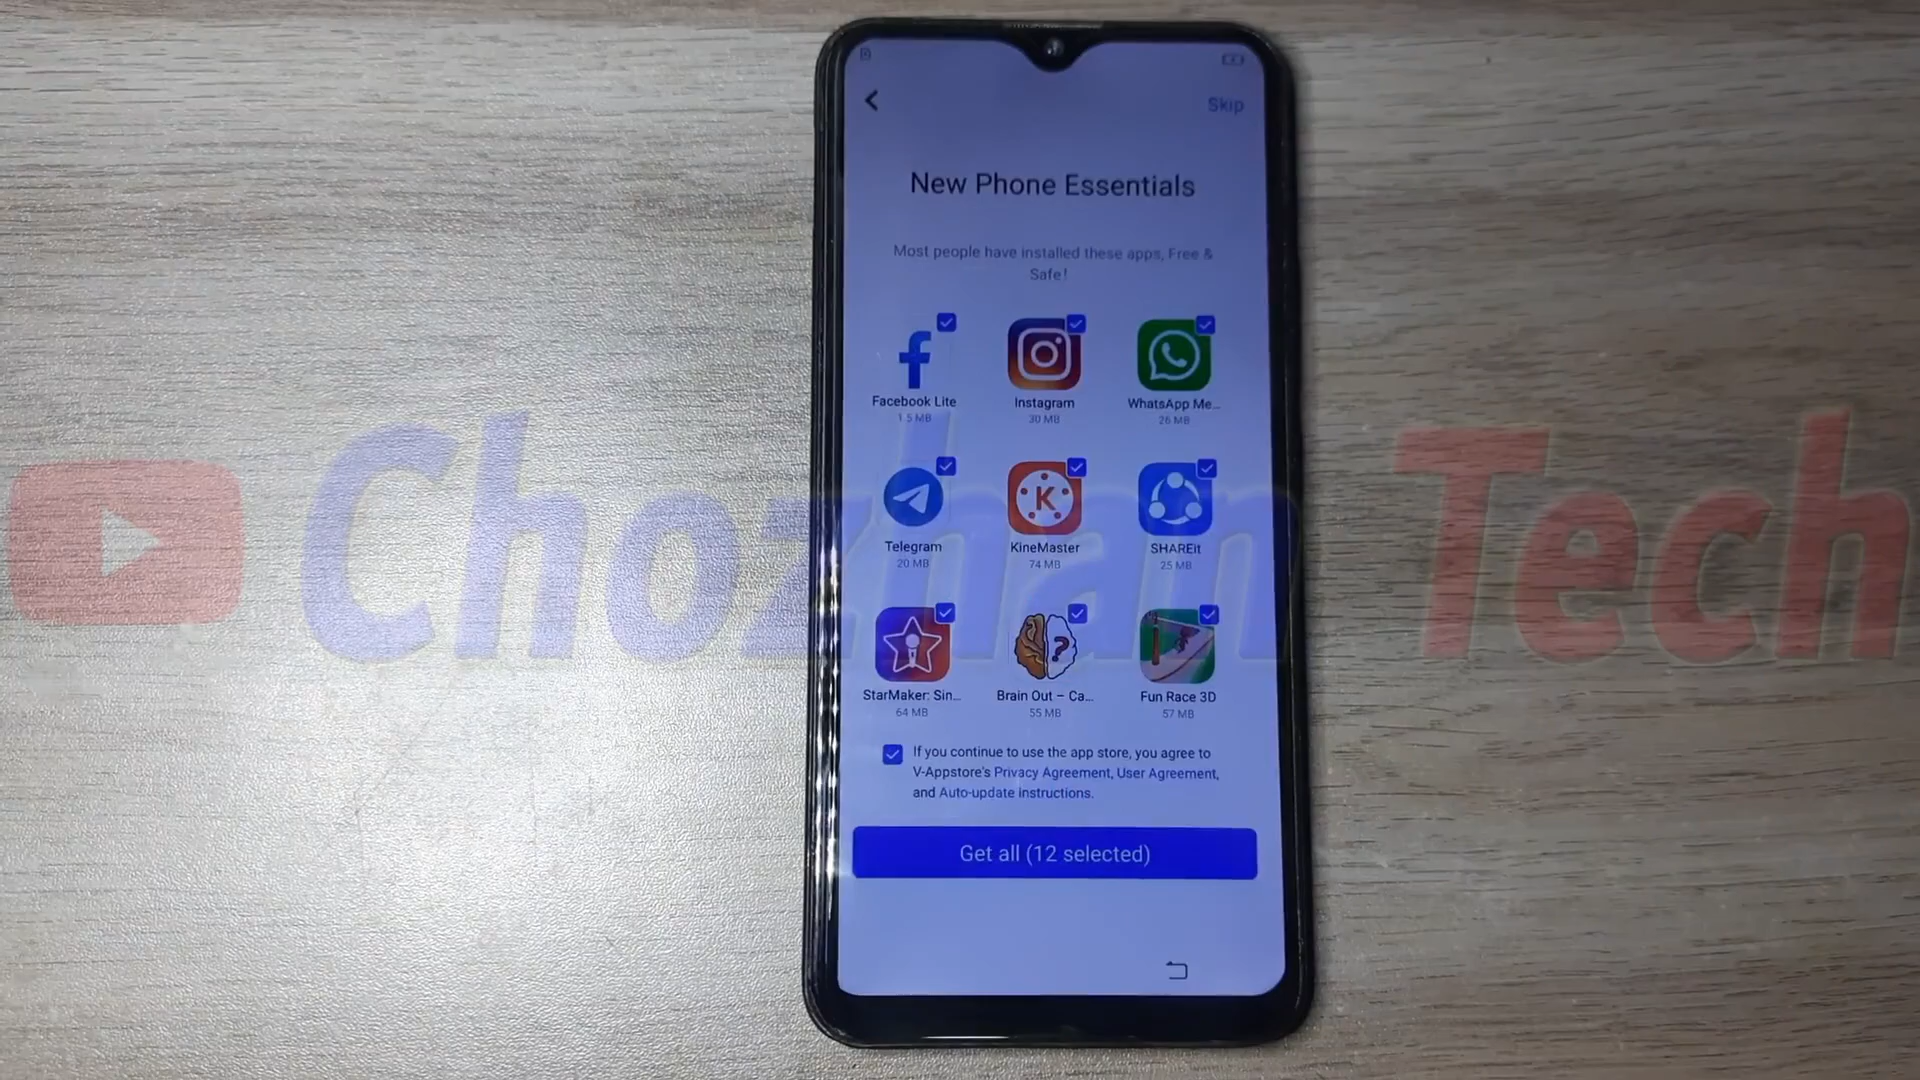 Skip
New Phone Essentials
Most people have installed these apps, Free &
Safe!
Facebook Lite
1.5 MB
Instagram
30 MB
WhatsApp Me...
26 MB
Telegram
20 MB
KineMaster
74 MB
SHAREit
25 MB
StarMaker: Sin...
64 MB
Brain Out – Ca...
55 MB
Fun Race 3D
57 MB
If you continue to use the app store, you agree to
V-Appstore's Privacy Agreement, User Agreement,
and Auto-update instructions.
Get all (12 selected)
Chozhan Tech